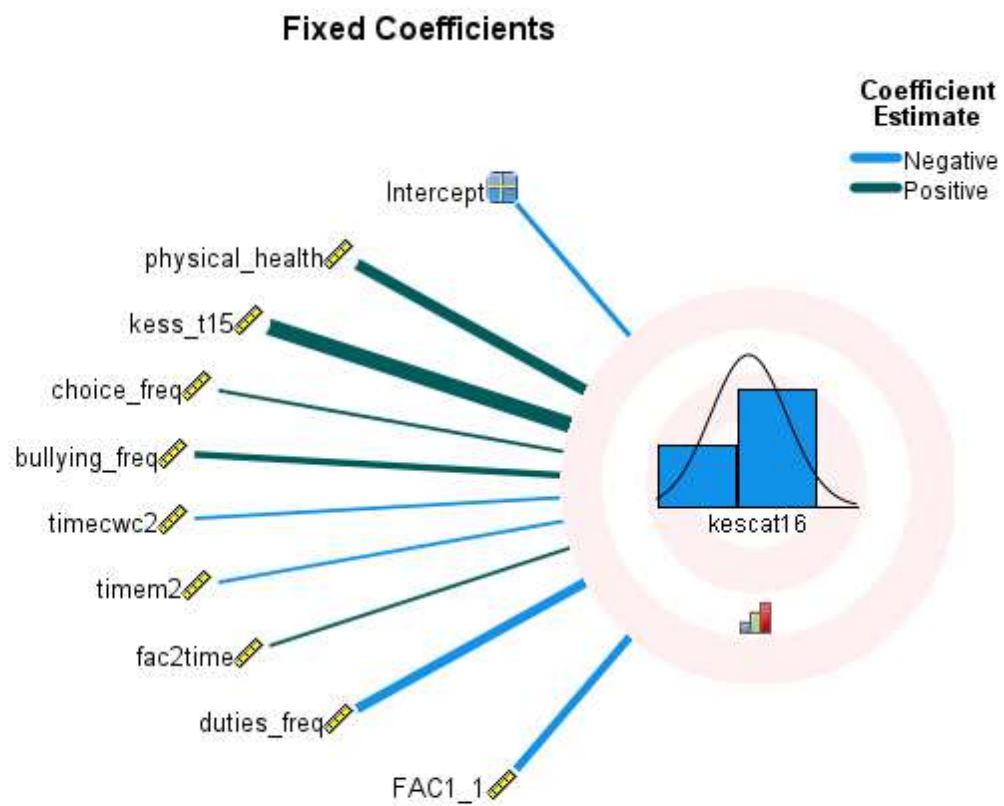 Fixed Coefficients
Coefficient
Estimate
Negative
Positive
Intercept
physical_health
kess_t15
choice_freq
bullying_freq
timecwc2
timem2
fac2time
duties_freq
FAC1_1
kescat16